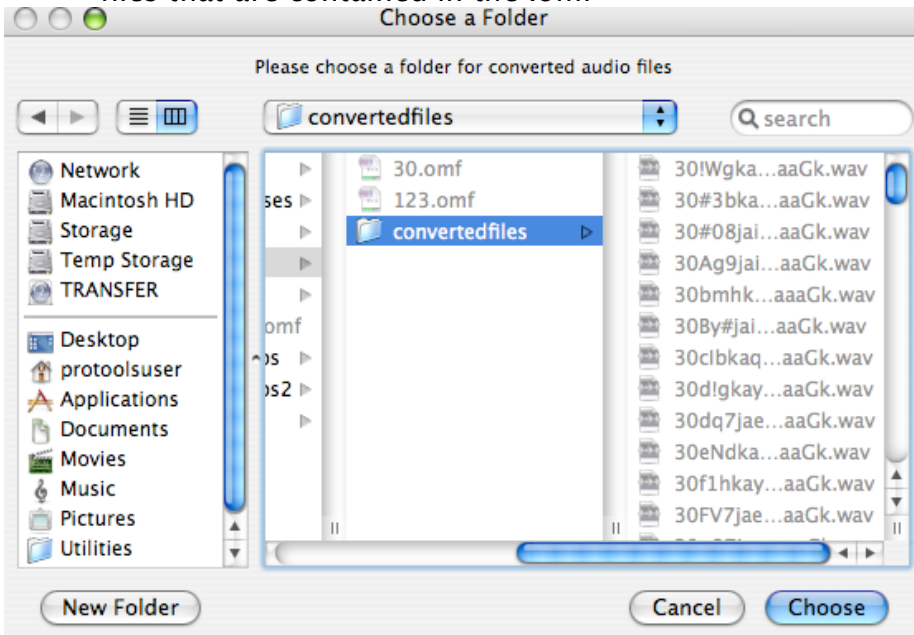 Choose a Folder
Please choose a folder for converted audio files
convertedfiles
search
Network
Macintosh HD
Storage
Temp Storage
TRANSFER
Desktop
protoolsuser
Applications
Documents
Movies
Music
Pictures
Utilities
ses
omf
os
os2
30.omf
123.omf
convertedfiles
30!Wgka...aaGk.wav
30#3bka...aaGk.wav
30#08jai...aaGk.wav
30Ag9jai...aaGk.wav
30bmhk...aaaGk.wav
30By#jai...aaGk.wav
30clbkaq...aaGk.wav
30d!gkay...aaGk.wav
30dq7jae...aaGk.wav
30eNdka...aaGk.wav
30f1hkay...aaGk.wav
30FV7jae...aaGk.wav
New Folder
Cancel
Choose